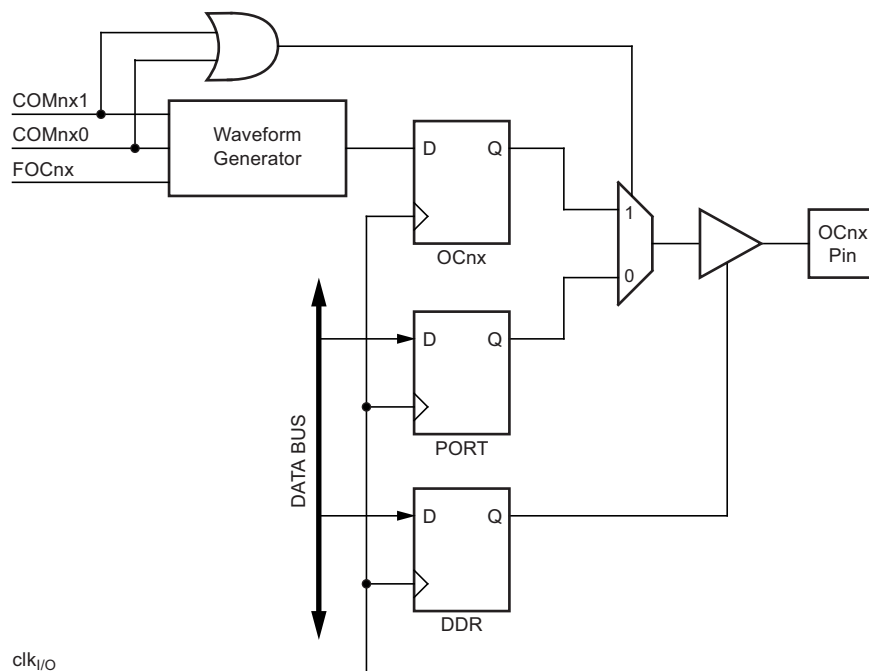 COMnx1
COMnx0
FOCnx
Waveform
Generator
D Q
OCnx
1
0
OCnx
Pin
D Q
PORT
DATA BUS
D Q
DDR
clkI/O